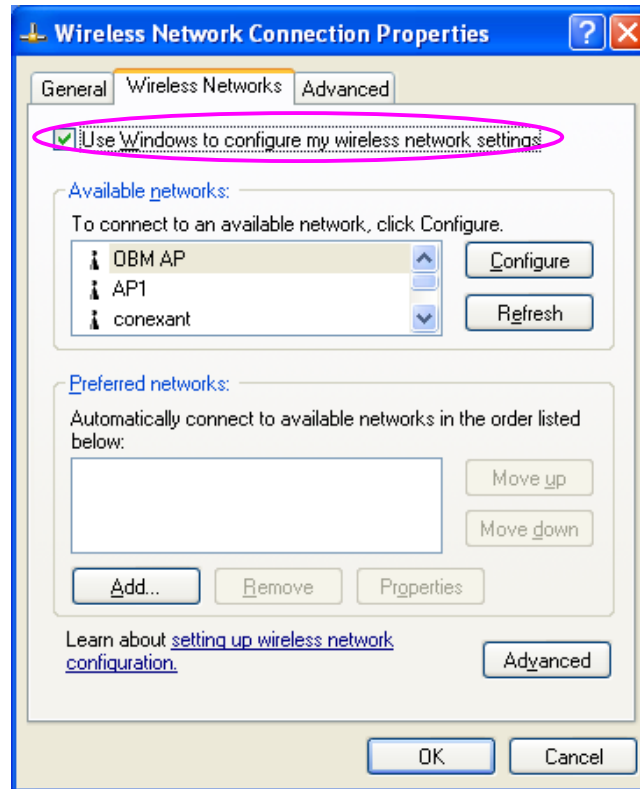 Wireless Network Connection Properties
General Wireless Networks Advanced
Use Windows to configure my wireless network settings
Available networks:
To connect to an available network, click Configure.
OBM AP
AP1
conexant
Configure
Refresh
Preferred networks:
Automatically connect to available networks in the order listed
below:
Move up
Move down
Add... Remove Properties
Learn about setting up wireless network
configuration.
Advanced
OK Cancel